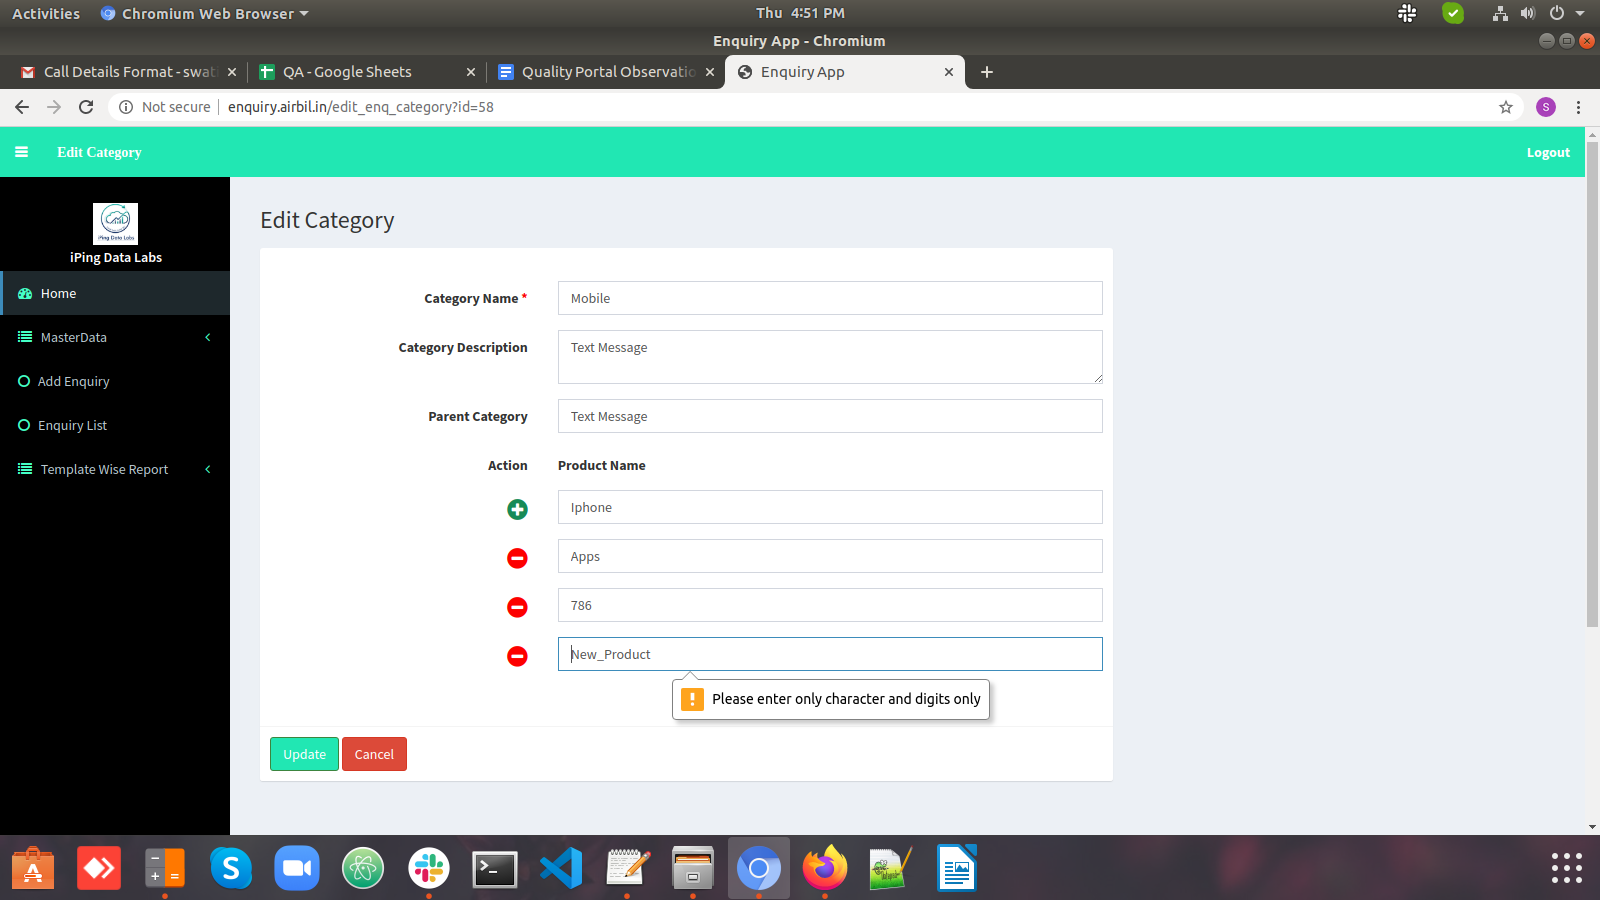 Activities
Chromium Web Browser
Thu 4:51 PM
Enquiry App - Chromium
Call Details Format - swat
QA - Google Sheets
Quality Portal Observatio
Enquiry App
Not secure
enquiry.airbil.in/edit_enq_category?id=58
S
Edit Category
Logout
iPing Data Labs
iPing Data Labs
Home
MasterData
Add Enquiry
Enquiry List
Template Wise Report
Edit Category
Category Name *
Mobile
Category Description
Text Message
Parent Category
Text Message
Action
Product Name
Iphone
Apps
786
New_Product
Please enter only character and digits only
Update
Cancel